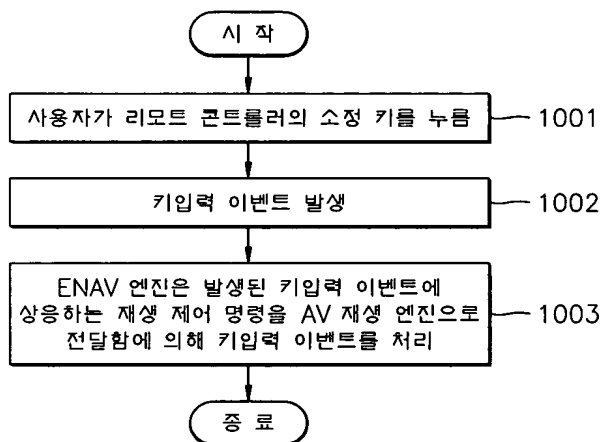 시 작
사용자가 리모트 콘트롤러의 소정 키를 누름
1001
키입력 이벤트 발생
1002
ENAV 엔진은 발생된 키입력 이벤트에
상응하는 재생 제어 명령을 AV 재생 엔진으로
전달함에 의해 키입력 이벤트를 처리
1003
종 료